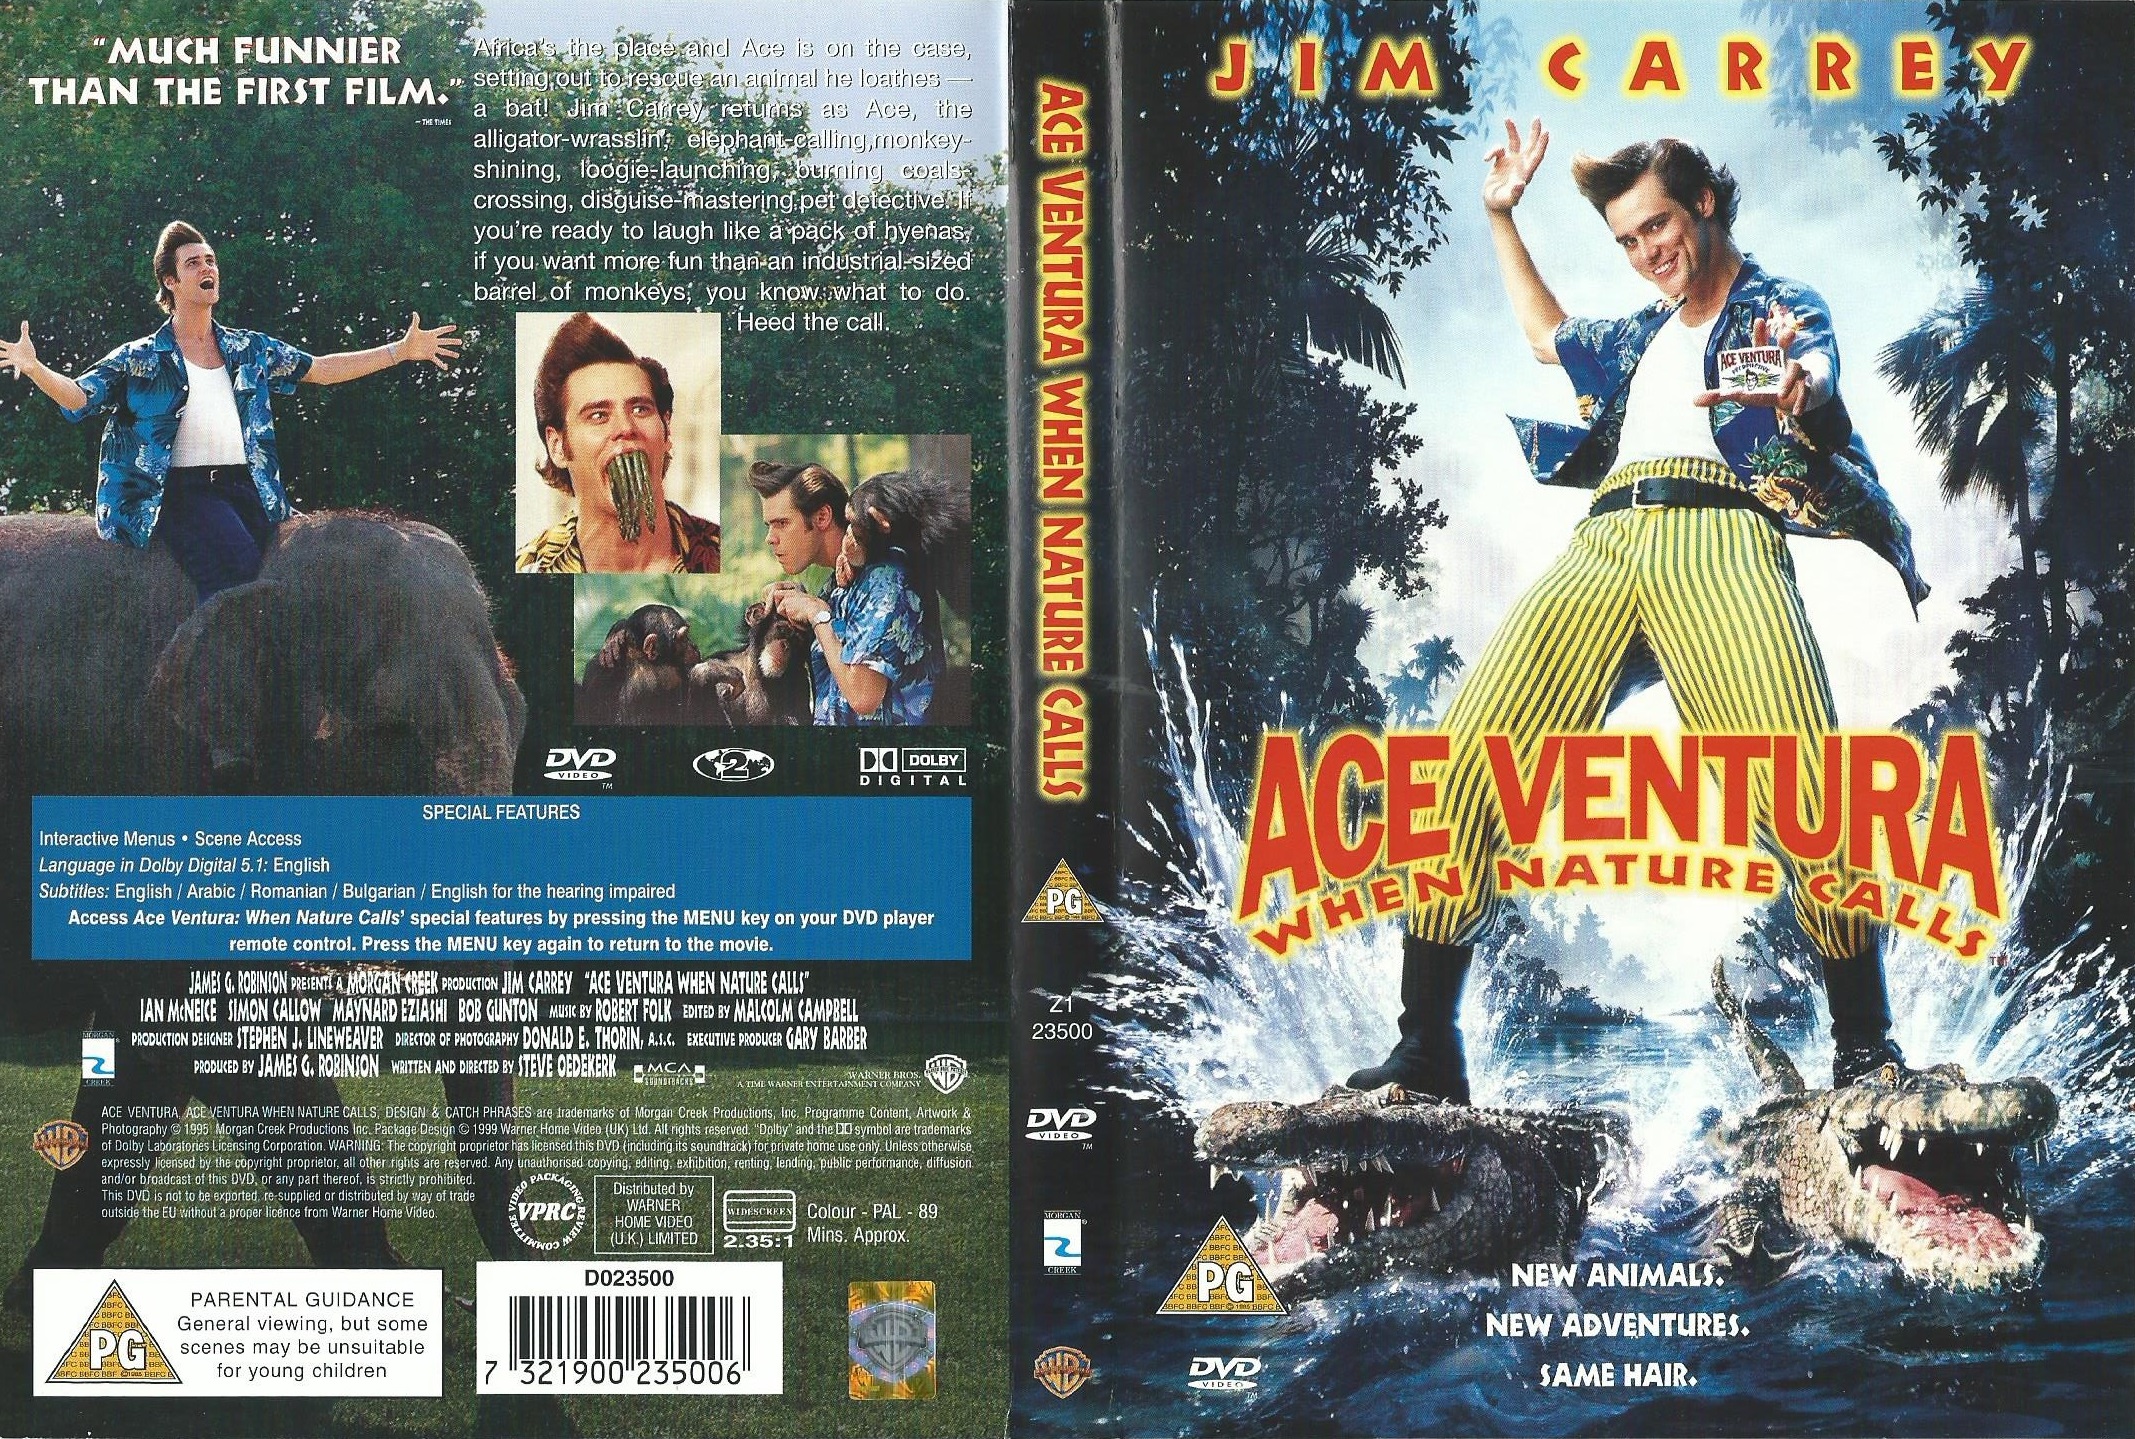 "MUCH FUNNIER
THAN THE FIRST FILM."
- THE TIMES
Africa's the place and Ace is on the case,
setting out to rescue an animal he loathes —
a bat! Jim Carrey returns as Ace, the
alligator-wrasslin', elephant-calling,monkey-
shining, loogie-launching, burning coals-
crossing, disguise-mastering pet detective. If
you're ready to laugh like a pack of hyenas,
if you want more fun than an industrial-sized
barrel of monkeys, you know what to do.
Heed the call.
DVD
VIDEO
TM
2
DOLBY
DIGITAL
SPECIAL FEATURES
Interactive Menus • Scene Access
Language in Dolby Digital 5.1: English
Subtitles: English / Arabic / Romanian / Bulgarian / English for the hearing impaired
Access Ace Ventura: When Nature Calls' special features by pressing the MENU key on your DVD player
remote control. Press the MENU key again to return to the movie.
JAMES G. ROBINSON PRESENTS A MORGAN CREEK PRODUCTION JIM CARREY "ACE VENTURA WHEN NATURE CALLS"
IAN McNEICE SIMON CALLOW MAYNARD EZIASHI BOB GUNTON MUSIC BY ROBERT FOLK EDITED BY MALCOLM CAMPBELL
PRODUCTION DESIGNER STEPHEN J. LINEWEAVER DIRECTOR OF PHOTOGRAPHY DONALD E. THORIN, A.S.C. EXECUTIVE PRODUCER GARY BARBER
PRODUCED BY JAMES G. ROBINSON WRITTEN AND DIRECTED BY STEVE OEDEKERK
MORGAN
CREEK
MCA
SOUNDTRACKS
WARNER BROS.
A TIME WARNER ENTERTAINMENT COMPANY
ACE VENTURA, ACE VENTURA WHEN NATURE CALLS, DESIGN & CATCH PHRASES are trademarks of Morgan Creek Productions, Inc. Programme Content, Artwork &
Photography © 1995 Morgan Creek Productions Inc. Package Design © 1999 Warner Home Video (UK) Ltd. All rights reserved. "Dolby" and the symbol are trademarks
of Dolby Laboratories Licensing Corporation. WARNING: The copyright proprietor has licensed this DVD (including its soundtrack) for private home use only. Unless otherwise
expressly licensed by the copyright proprietor, all other rights are reserved. Any unauthorised copying, editing, exhibition, renting, lending, public performance, diffusion
and/or broadcast of this DVD, or any part thereof, is strictly prohibited.
This DVD is not to be exported, re-supplied or distributed by way of trade
outside the EU without a proper licence from Warner Home Video.
VIDEO PACKAGING REVIEW COMMITTEE
VPRC
Distributed by
WARNER
HOME VIDEO
(U.K.) LIMITED
WIDESCREEN
2.35:1
Colour - PAL - 89
Mins. Approx.
PG
PARENTAL GUIDANCE
General viewing, but some
scenes may be unsuitable
for young children
D023500
7 321900 235006
ACE VENTURA WHEN NATURE CALLS
PG
Z1
23500
DVD
VIDEO
TM
MORGAN
CREEK
JIM CARREY
ACE VENTURA
PET DETECTIVE
ACE VENTURA
WHEN NATURE CALLS
TM
PG
NEW ANIMALS.
NEW ADVENTURES.
SAME HAIR.
DVD
VIDEO
TM